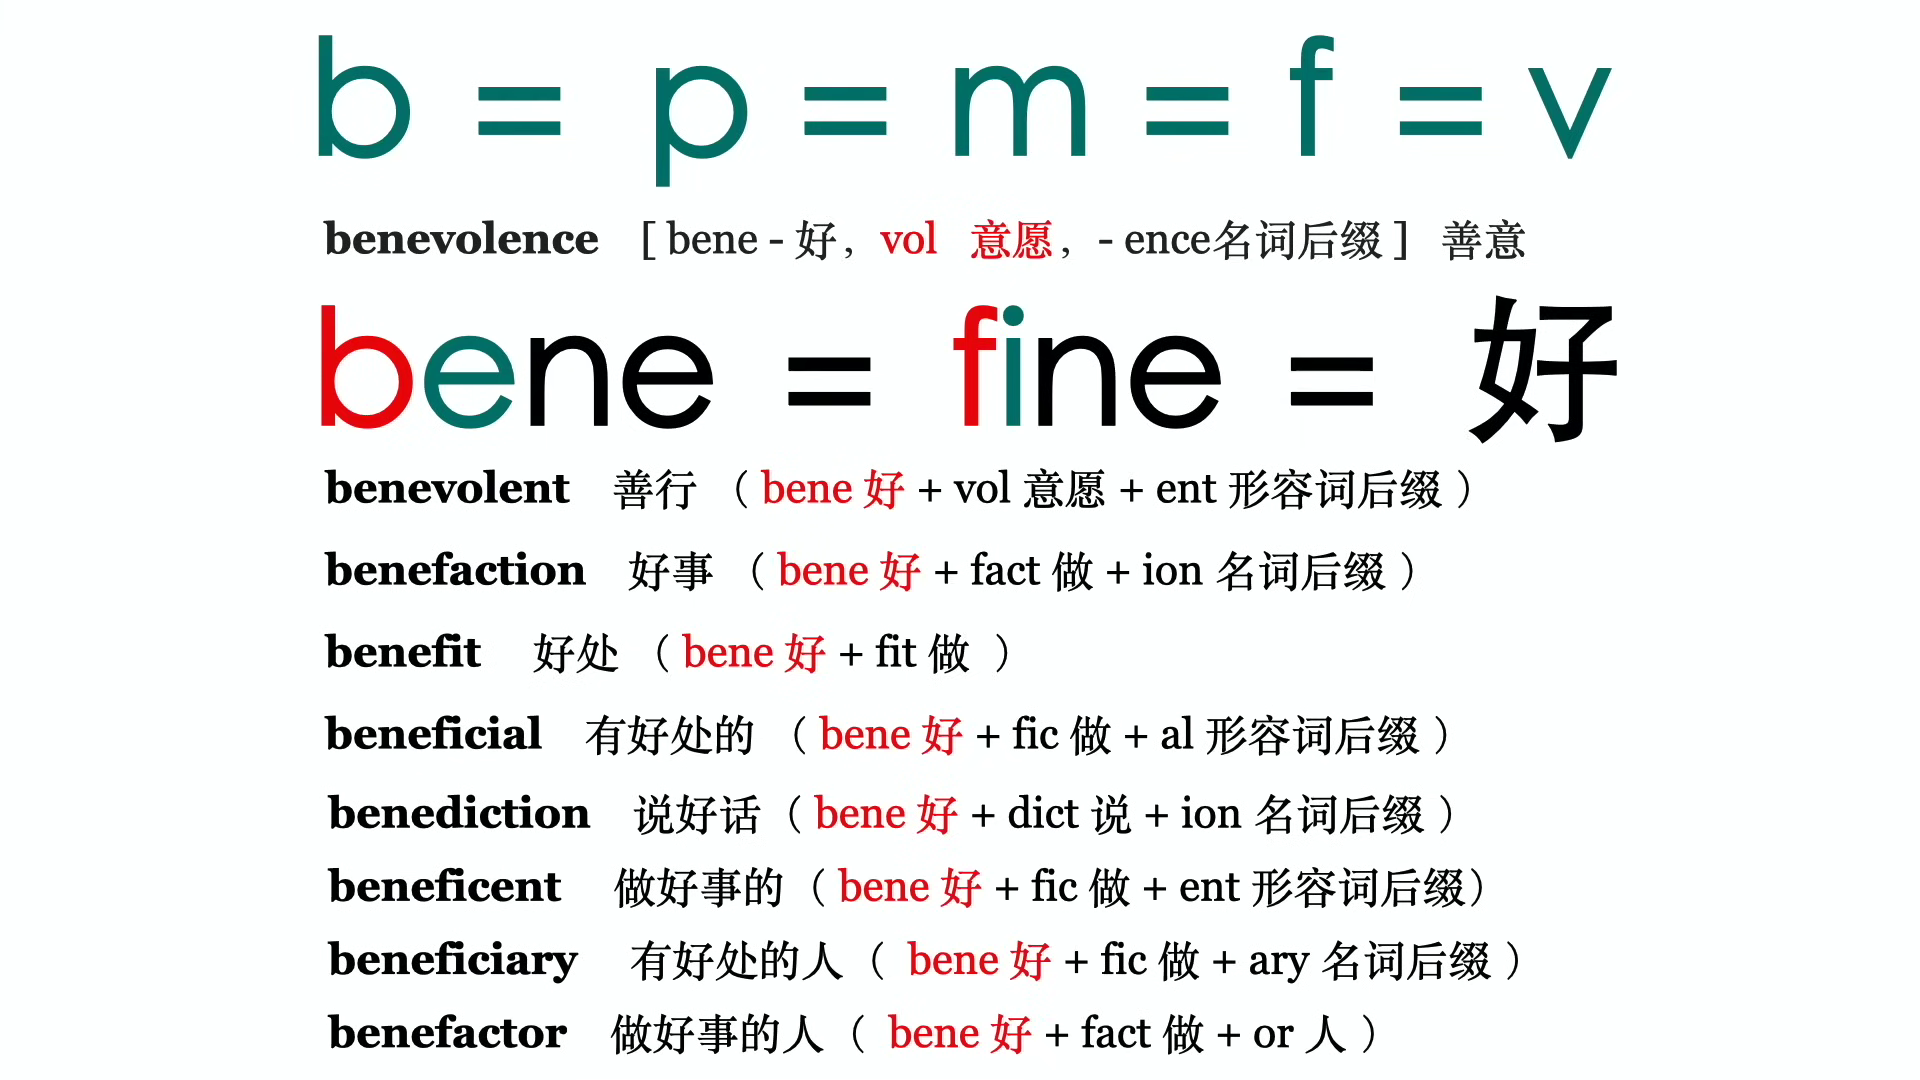 b = p = m = f = v
benevolence [ bene - 好, vol 意愿, - ence名词后缀 ] 善意
bene = fine = 好
benevolent 善行 （ bene 好 + vol 意愿 + ent 形容词后缀 ）
benefaction 好事 （ bene 好 + fact 做 + ion 名词后缀 ）
benefit 好处 （ bene 好 + fit 做 ）
beneficial 有好处的 （ bene 好 + fic 做 + al 形容词后缀 ）
benediction 说好话（ bene 好 + dict 说 + ion 名词后缀 ）
beneficent 做好事的（ bene 好 + fic 做 + ent 形容词后缀）
beneficiary 有好处的人（ bene 好 + fic 做 + ary 名词后缀 ）
benefactor 做好事的人（ bene 好 + fact 做 + or 人 ）